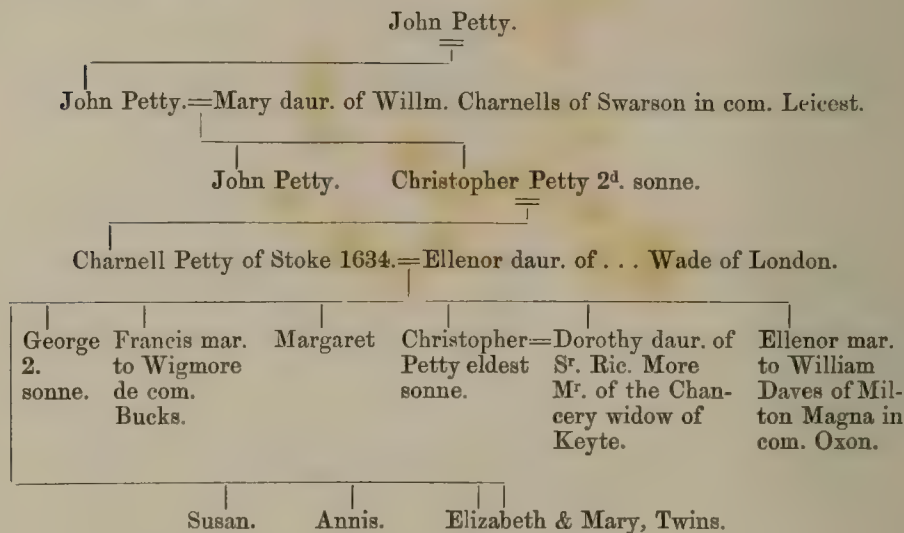 John Petty.
John Petty.=Mary daur. of Willm. Charnells of Swarson in com. Leicest.
John Petty. Christopher Petty 2d. sonne.
Charnell Petty of Stoke 1634.=Ellenor daur. of . . . Wade of London.
George
2.
sonne.
Francis mar.
to Wigmore
de com.
Bucks.
Margaret
Christopher=
Petty eldest
sonne.
Dorothy daur. of
Sr. Ric. More
Mr. of the Chan-
cery widow of
Keyte.
Ellenor mar.
to William
Daves of Mil-
ton Magna in
com. Oxon.
Susan. Annis. Elizabeth & Mary, Twins.